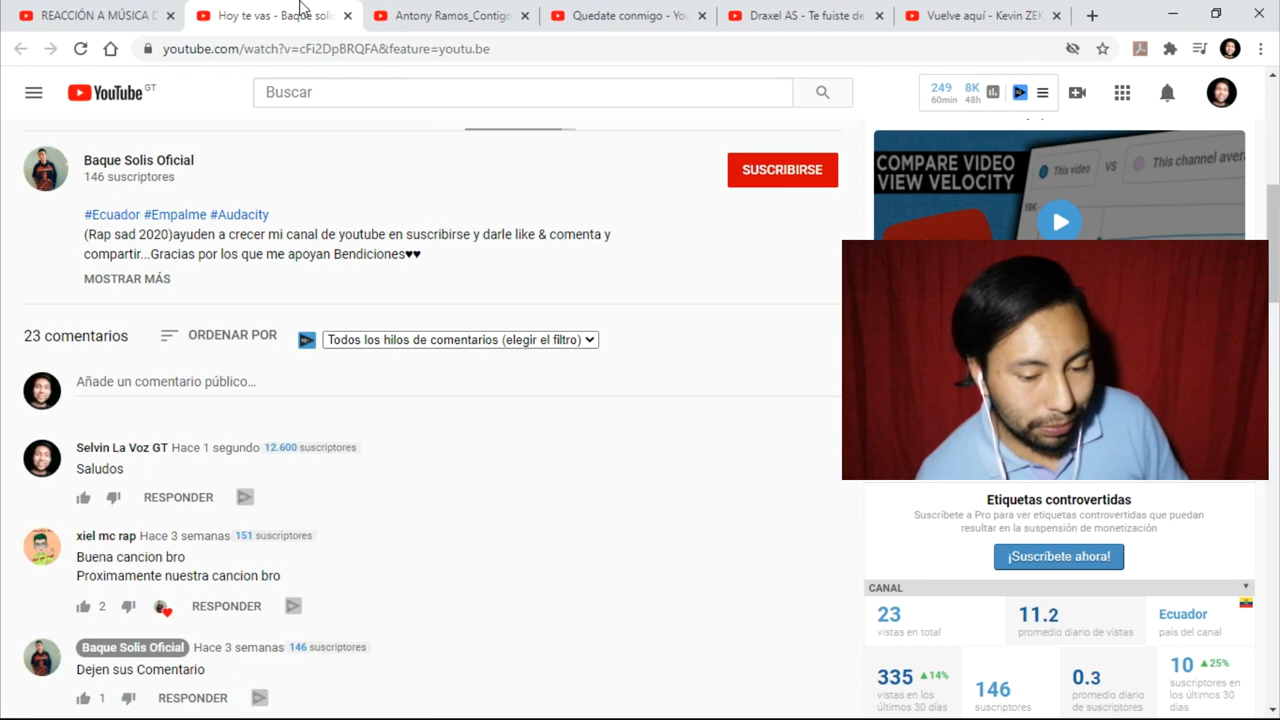 REACCIÓN A MÚSICA D
Hoy te vas - Baque solis
Antony Ramos_Contigo
Quedate conmigo - You
Draxel AS - Te fuiste de
Vuelve aquí - Kevin ZEK
youtube.com/watch?v=cFi2DpBRQFA&feature=youtu.be
YouTube GT
Buscar
249 8K
60min 48h
Baque Solis Oficial
146 suscriptores
SUSCRIBIRSE
#Ecuador #Empalme #Audacity
(Rap sad 2020)ayuden a crecer mi canal de youtube en suscribirse y darle like & comenta y
compartir...Gracias por los que me apoyan Bendiciones♥♥
MOSTRAR MÁS
23 comentarios
ORDENAR POR
Todos los hilos de comentarios (elegir el filtro)
Añade un comentario público...
Selvin La Voz GT Hace 1 segundo 12.600 suscriptores
Saludos
RESPONDER
xiel mc rap Hace 3 semanas 151 suscriptores
Buena cancion bro
Proximamente nuestra cancion bro
2 RESPONDER
Baque Solis Oficial Hace 3 semanas 146 suscriptores
Dejen sus Comentario
1 RESPONDER
COMPARE VIDEO
VIEW VELOCITY
This video VS This channel avera
16K
Etiquetas controvertidas
Suscríbete a Pro para ver etiquetas controvertidas que puedan
resultar en la suspensión de monetización
¡Suscríbete ahora!
CANAL
23
vistas en total
11.2
promedio diario de vistas
Ecuador
país del canal
335 ▲14%
vistas en los
últimos 30 días
146
suscriptores
0.3
promedio diario
de suscriptores
10 ▲25%
suscriptores en
los últimos 30
días